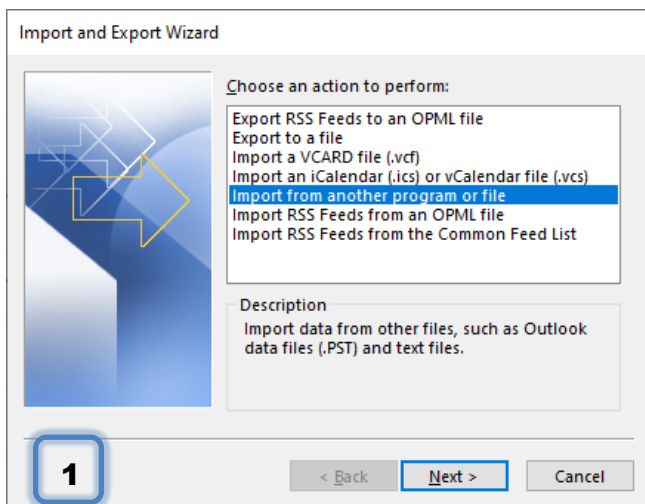 Import and Export Wizard
Choose an action to perform:
Export RSS Feeds to an OPML file
Export to a file
Import a VCARD file (.vcf)
Import an iCalendar (.ics) or vCalendar file (.vcs)
Import from another program or file
Import RSS Feeds from an OPML file
Import RSS Feeds from the Common Feed List
Description
Import data from other files, such as Outlook
data files (.PST) and text files.
1
< Back
Next >
Cancel